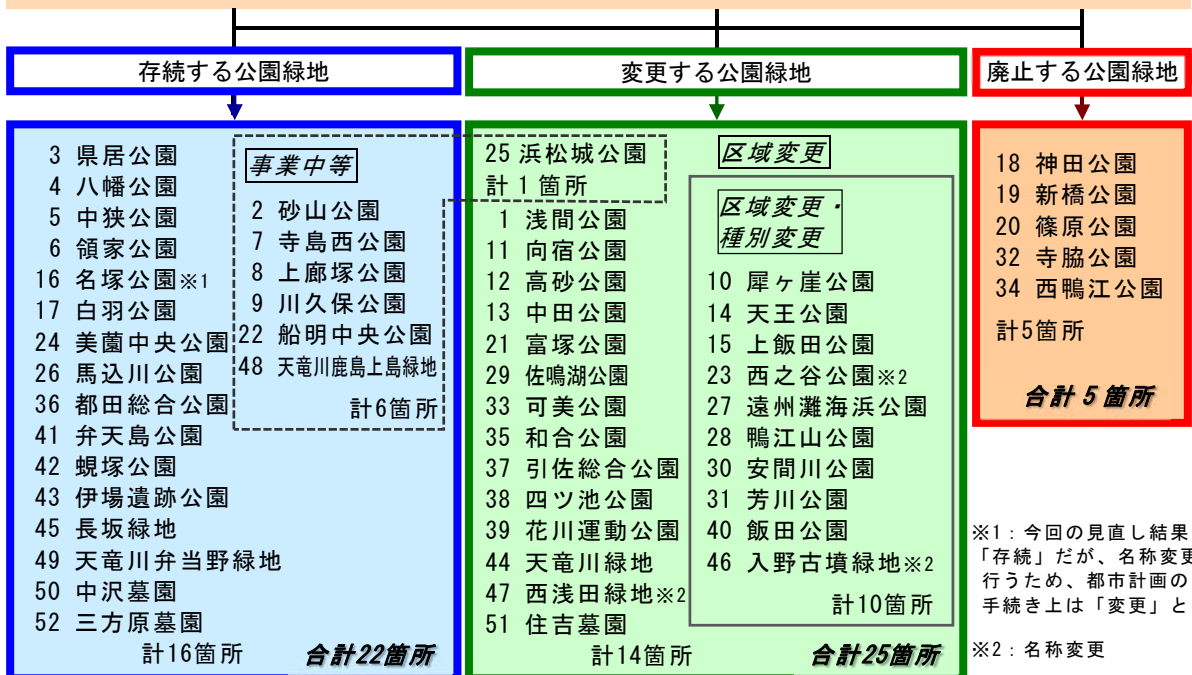 存続する公園緑地
3 県居公園
4 八幡公園
5 中狭公園
6 領家公園
16 名塚公園※1
17 白羽公園
24 美薗中央公園
26 馬込川公園
36 都田総合公園
41 弁天島公園
42 蜆塚公園
43 伊場遺跡公園
45 長坂緑地
49 天竜川弁当野緑地
50 中沢墓園
52 三方原墓園
計16箇所
事業中等
2 砂山公園
7 寺島西公園
8 上廊塚公園
9 川久保公園
22 船明中央公園
48 天竜川鹿島上島緑地
計6箇所
合計22箇所
変更する公園緑地
25 浜松城公園
計1箇所
1 浅間公園
11 向宿公園
12 高砂公園
13 中田公園
21 富塚公園
29 佐鳴湖公園
33 可美公園
35 和合公園
37 引佐総合公園
38 四ツ池公園
39 花川運動公園
44 天竜川緑地
47 西浅田緑地※2
51 住吉墓園
計14箇所
区域変更
区域変更・
種別変更
10 犀ヶ崖公園
14 天王公園
15 上飯田公園
23 西之谷公園※2
27 遠州灘海浜公園
28 鴨江山公園
30 安間川公園
31 芳川公園
40 飯田公園
46 入野古墳緑地※2
計10箇所
合計25箇所
廃止する公園緑地
18 神田公園
19 新橋公園
20 篠原公園
32 寺脇公園
34 西鴨江公園
計5箇所
合計5箇所
※1：今回の見直し結果
「存続」だが、名称変更
行うため、都市計画の
手続き上は「変更」と
※2：名称変更